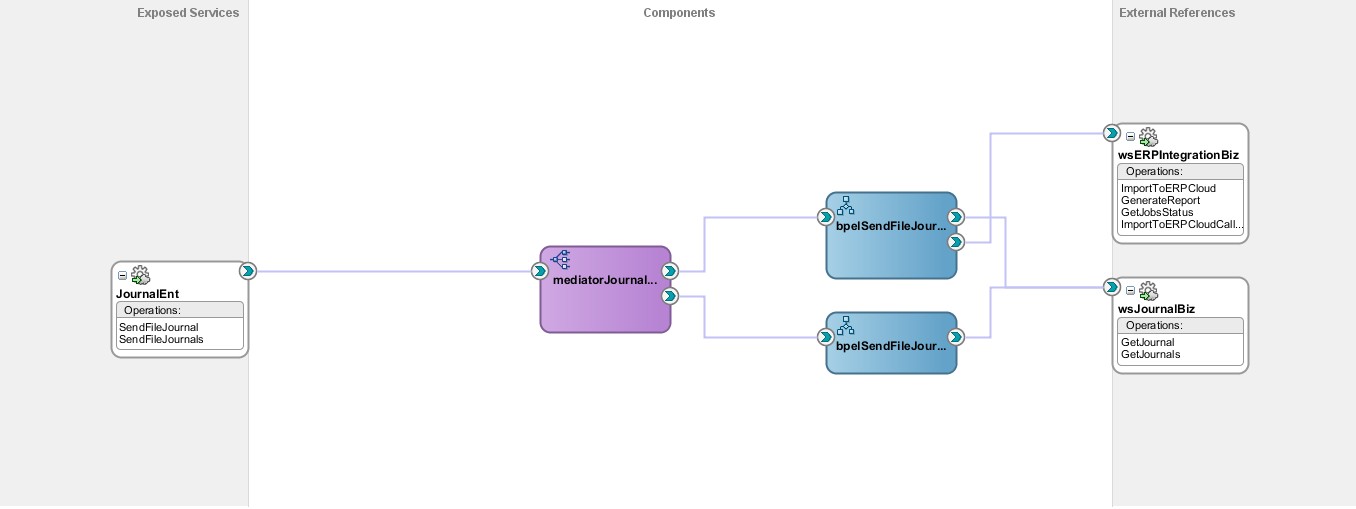 Exposed Services
Components
External References
JournalEnt
Operations:
SendFileJournal
SendFileJournals
mediatorJournal...
bpelSendFileJour...
bpelSendFileJour...
wsERPIntegrationBiz
Operations:
ImportToERPCloud
GenerateReport
GetJobsStatus
ImportToERPCloudCall...
wsJournalBiz
Operations:
GetJournal
GetJournals